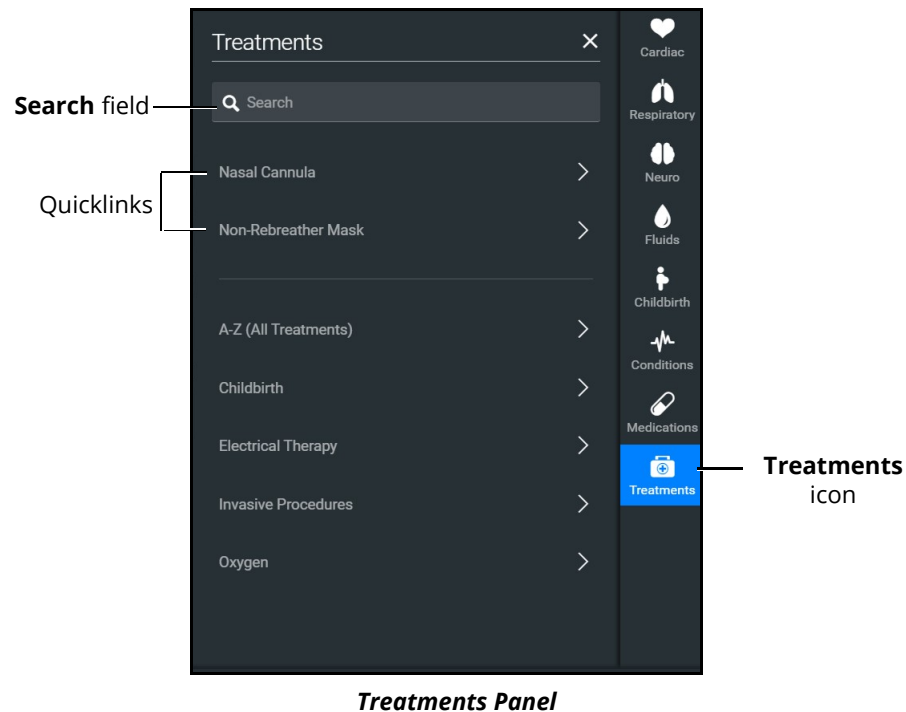 Treatments
Search
Nasal Cannula
Non-Rebreather Mask
A-Z (All Treatments)
Childbirth
Electrical Therapy
Invasive Procedures
Oxygen
Cardiac
Respiratory
Neuro
Fluids
Childbirth
Conditions
Medications
Treatments
Search field
Quicklinks
Treatments
icon
Treatments Panel